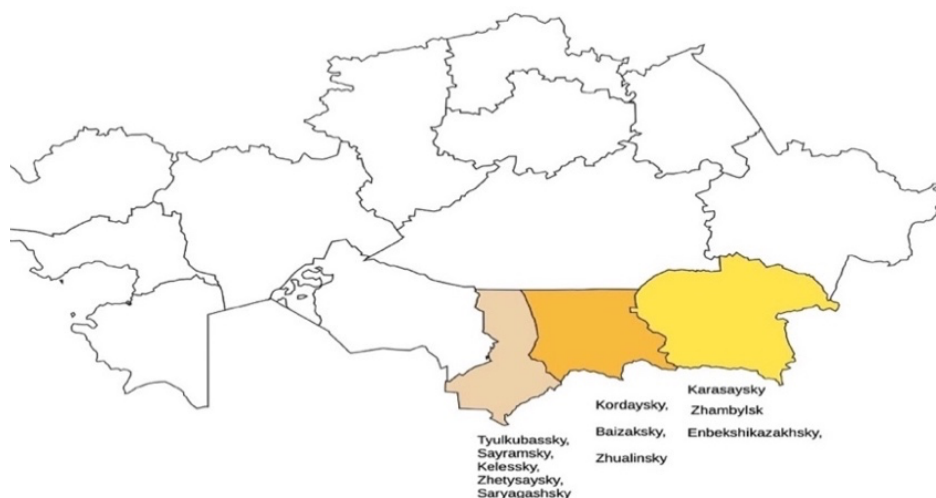 Tyulkubassky,
Sayramsky,
Kelessky,
Zhetysaysky,
Saryagashsky
Kordaysky,
Baizaksky,
Zhualinsky
Karasaysky
Zhambylsk
Enbekshikazakhsky,